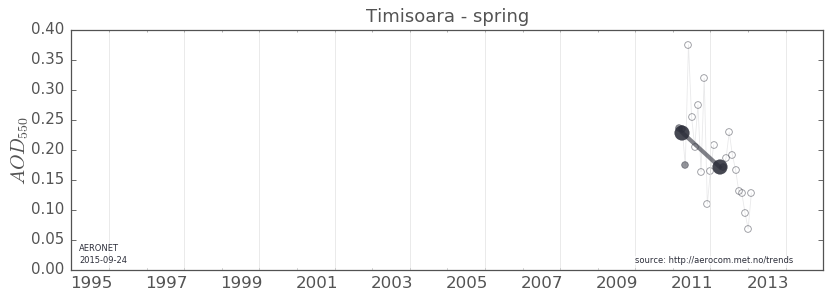 Timisoara - spring
0.40
0.35
0.30
0.25
0.20
0.15
0.10
0.05
0.00
AOD550
AERONET
2015-09-24
source: http://aerocom.met.no/trends
1995 1997 1999 2001 2003 2005 2007 2009 2011 2013